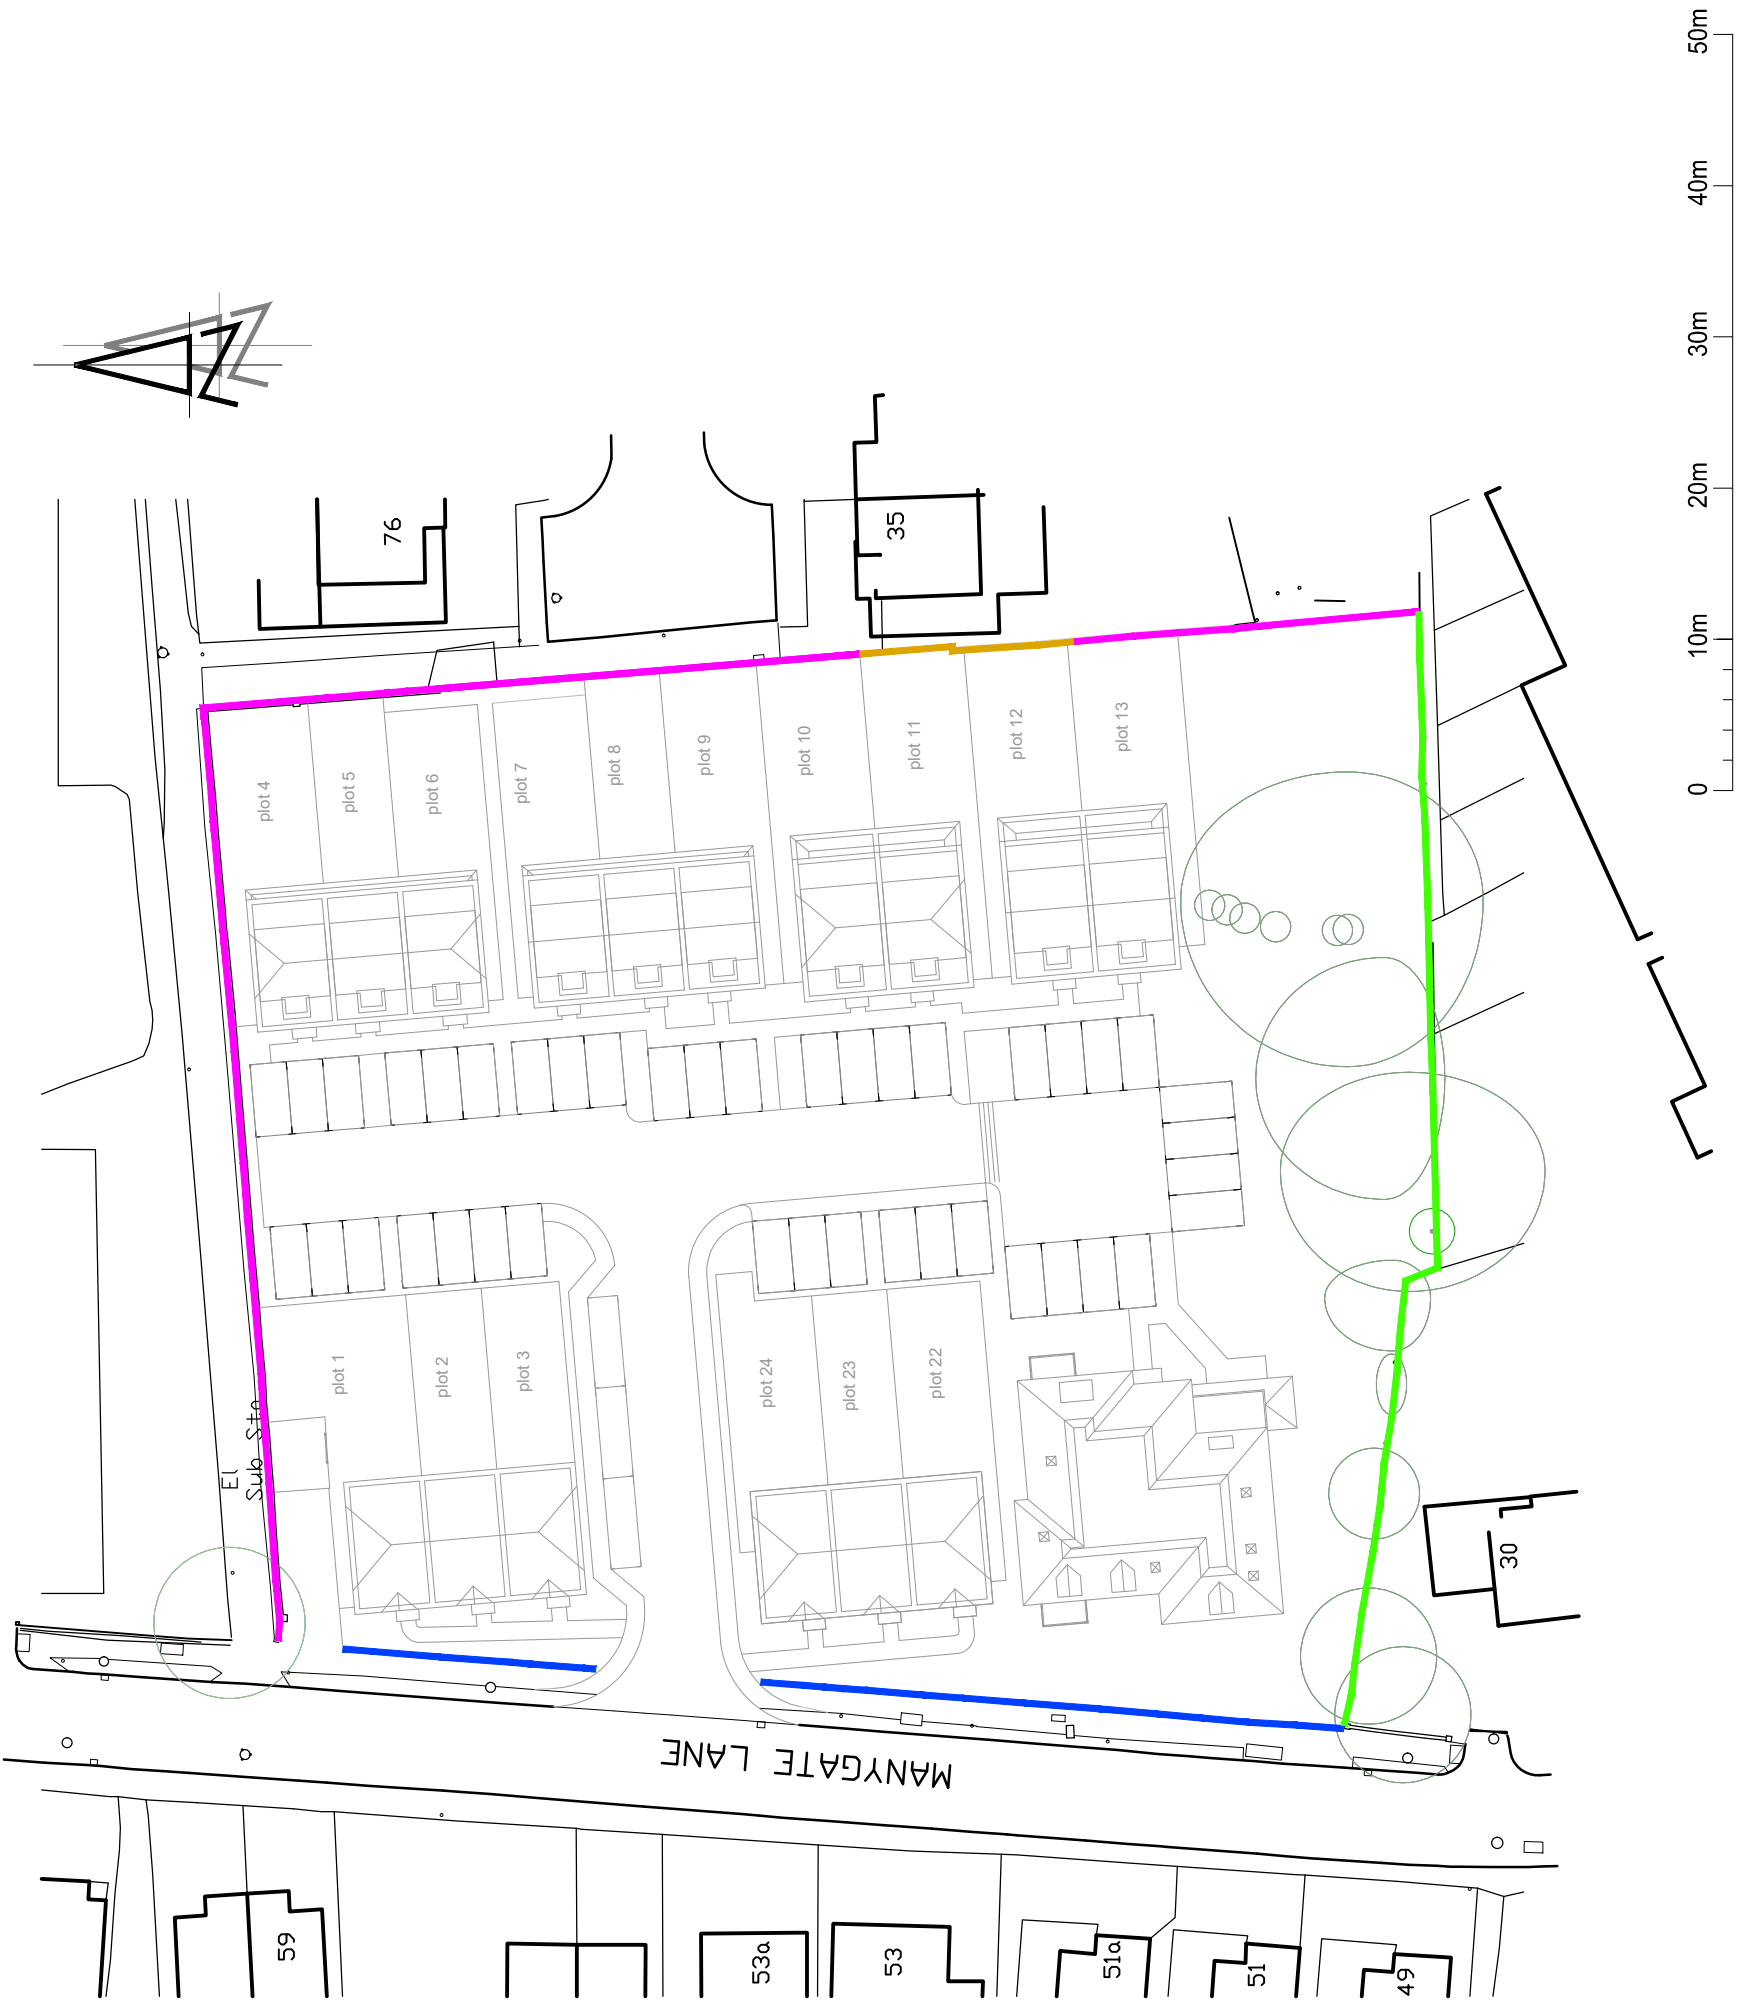 50m
40m
30m
20m
10m
0
76
35
plot 4
plot 5
plot 6
plot 7
plot 8
plot 9
plot 10
plot 11
plot 12
plot 13
plot 1
plot 2
plot 3
plot 24
plot 23
plot 22
El
Sub Sta
30
MANYGATE LANE
59
53a
53
51a
51
49